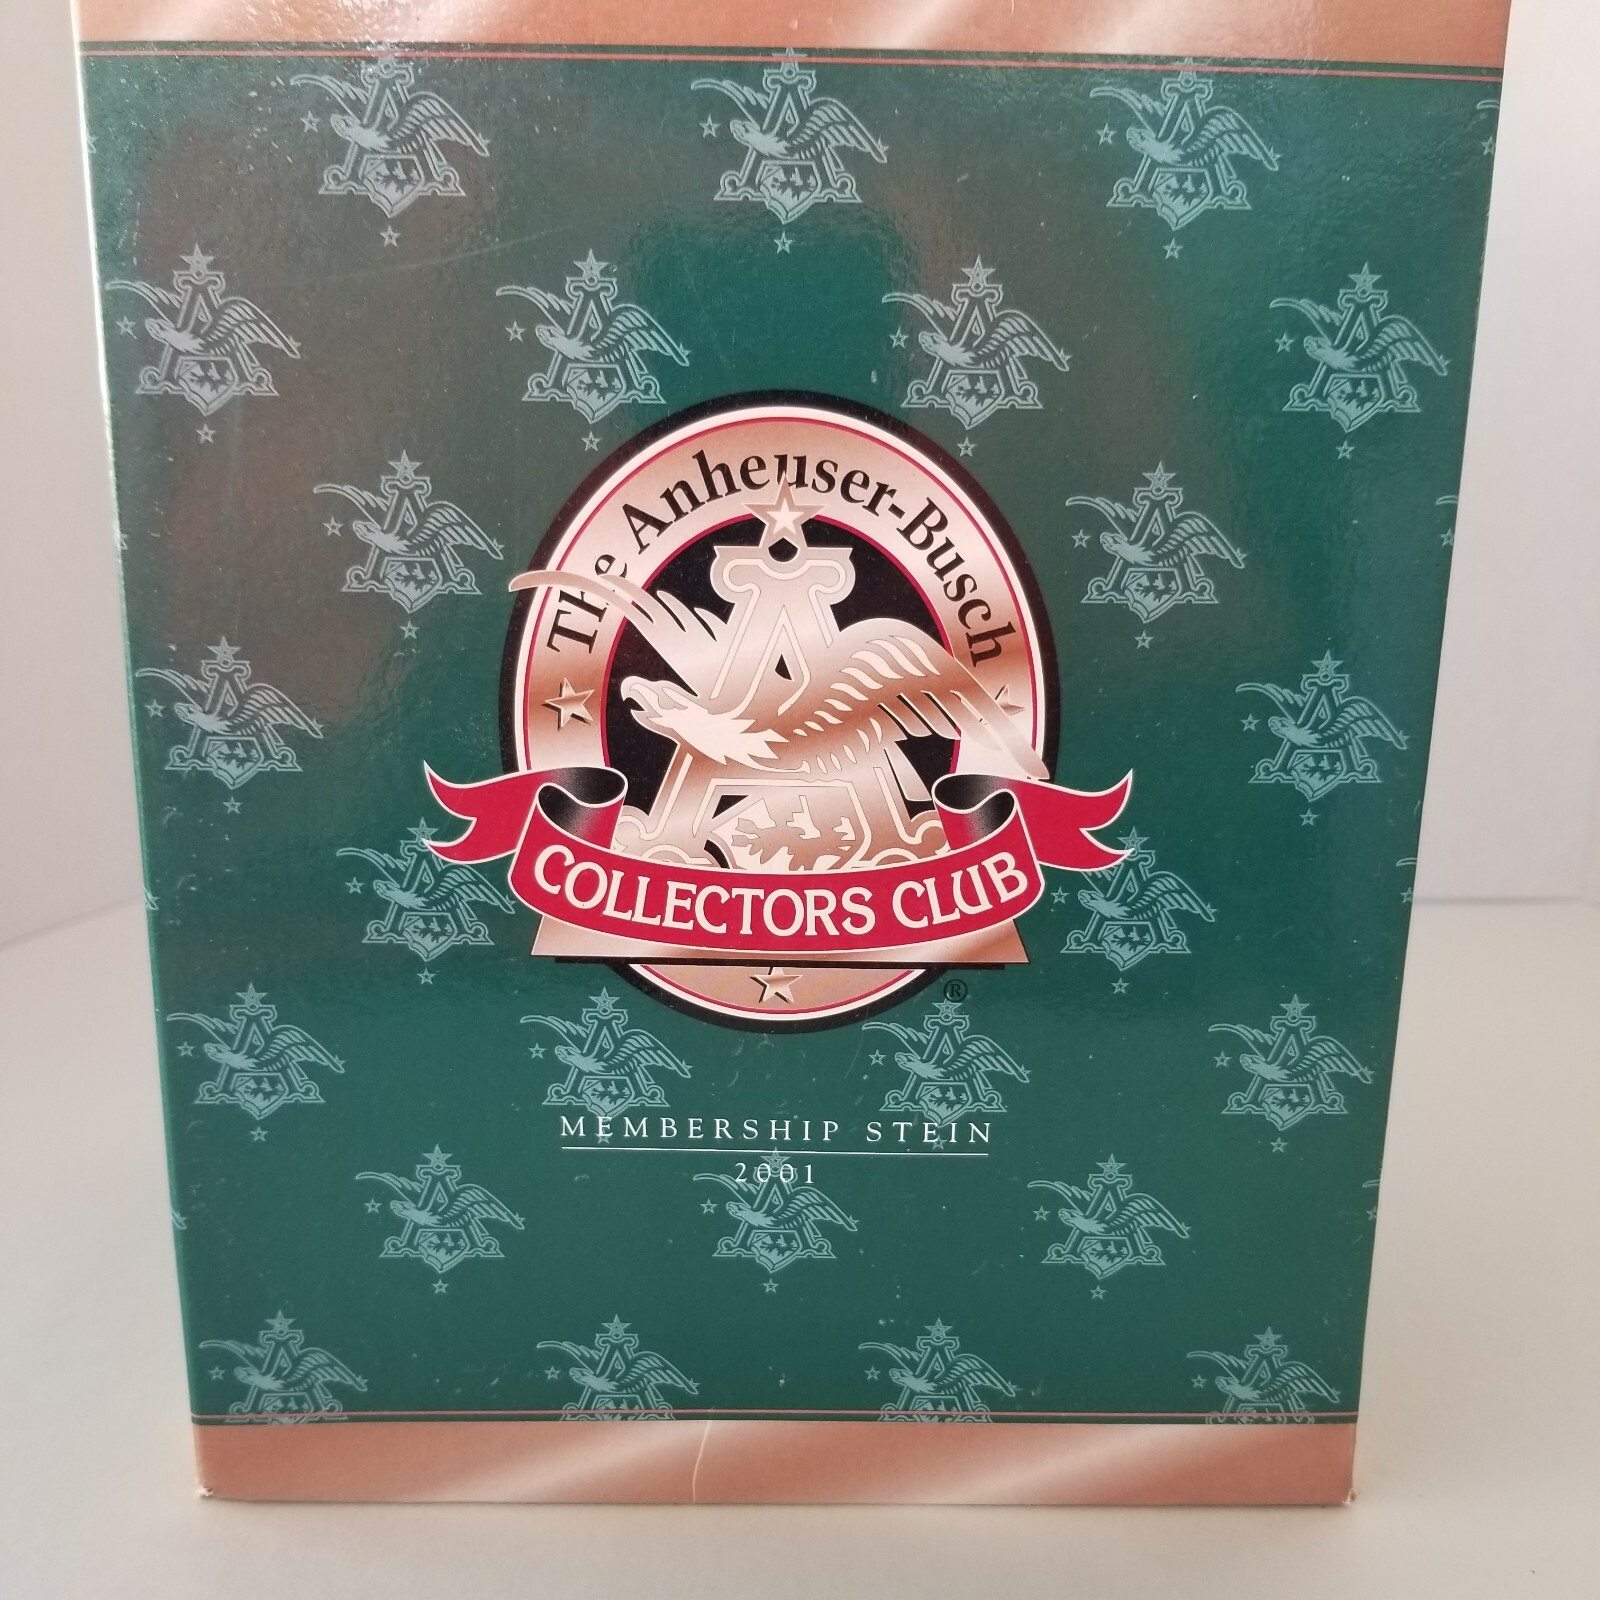 The Anheuser-Busch
COLLECTORS CLUB
®
MEMBERSHIP STEIN
2001